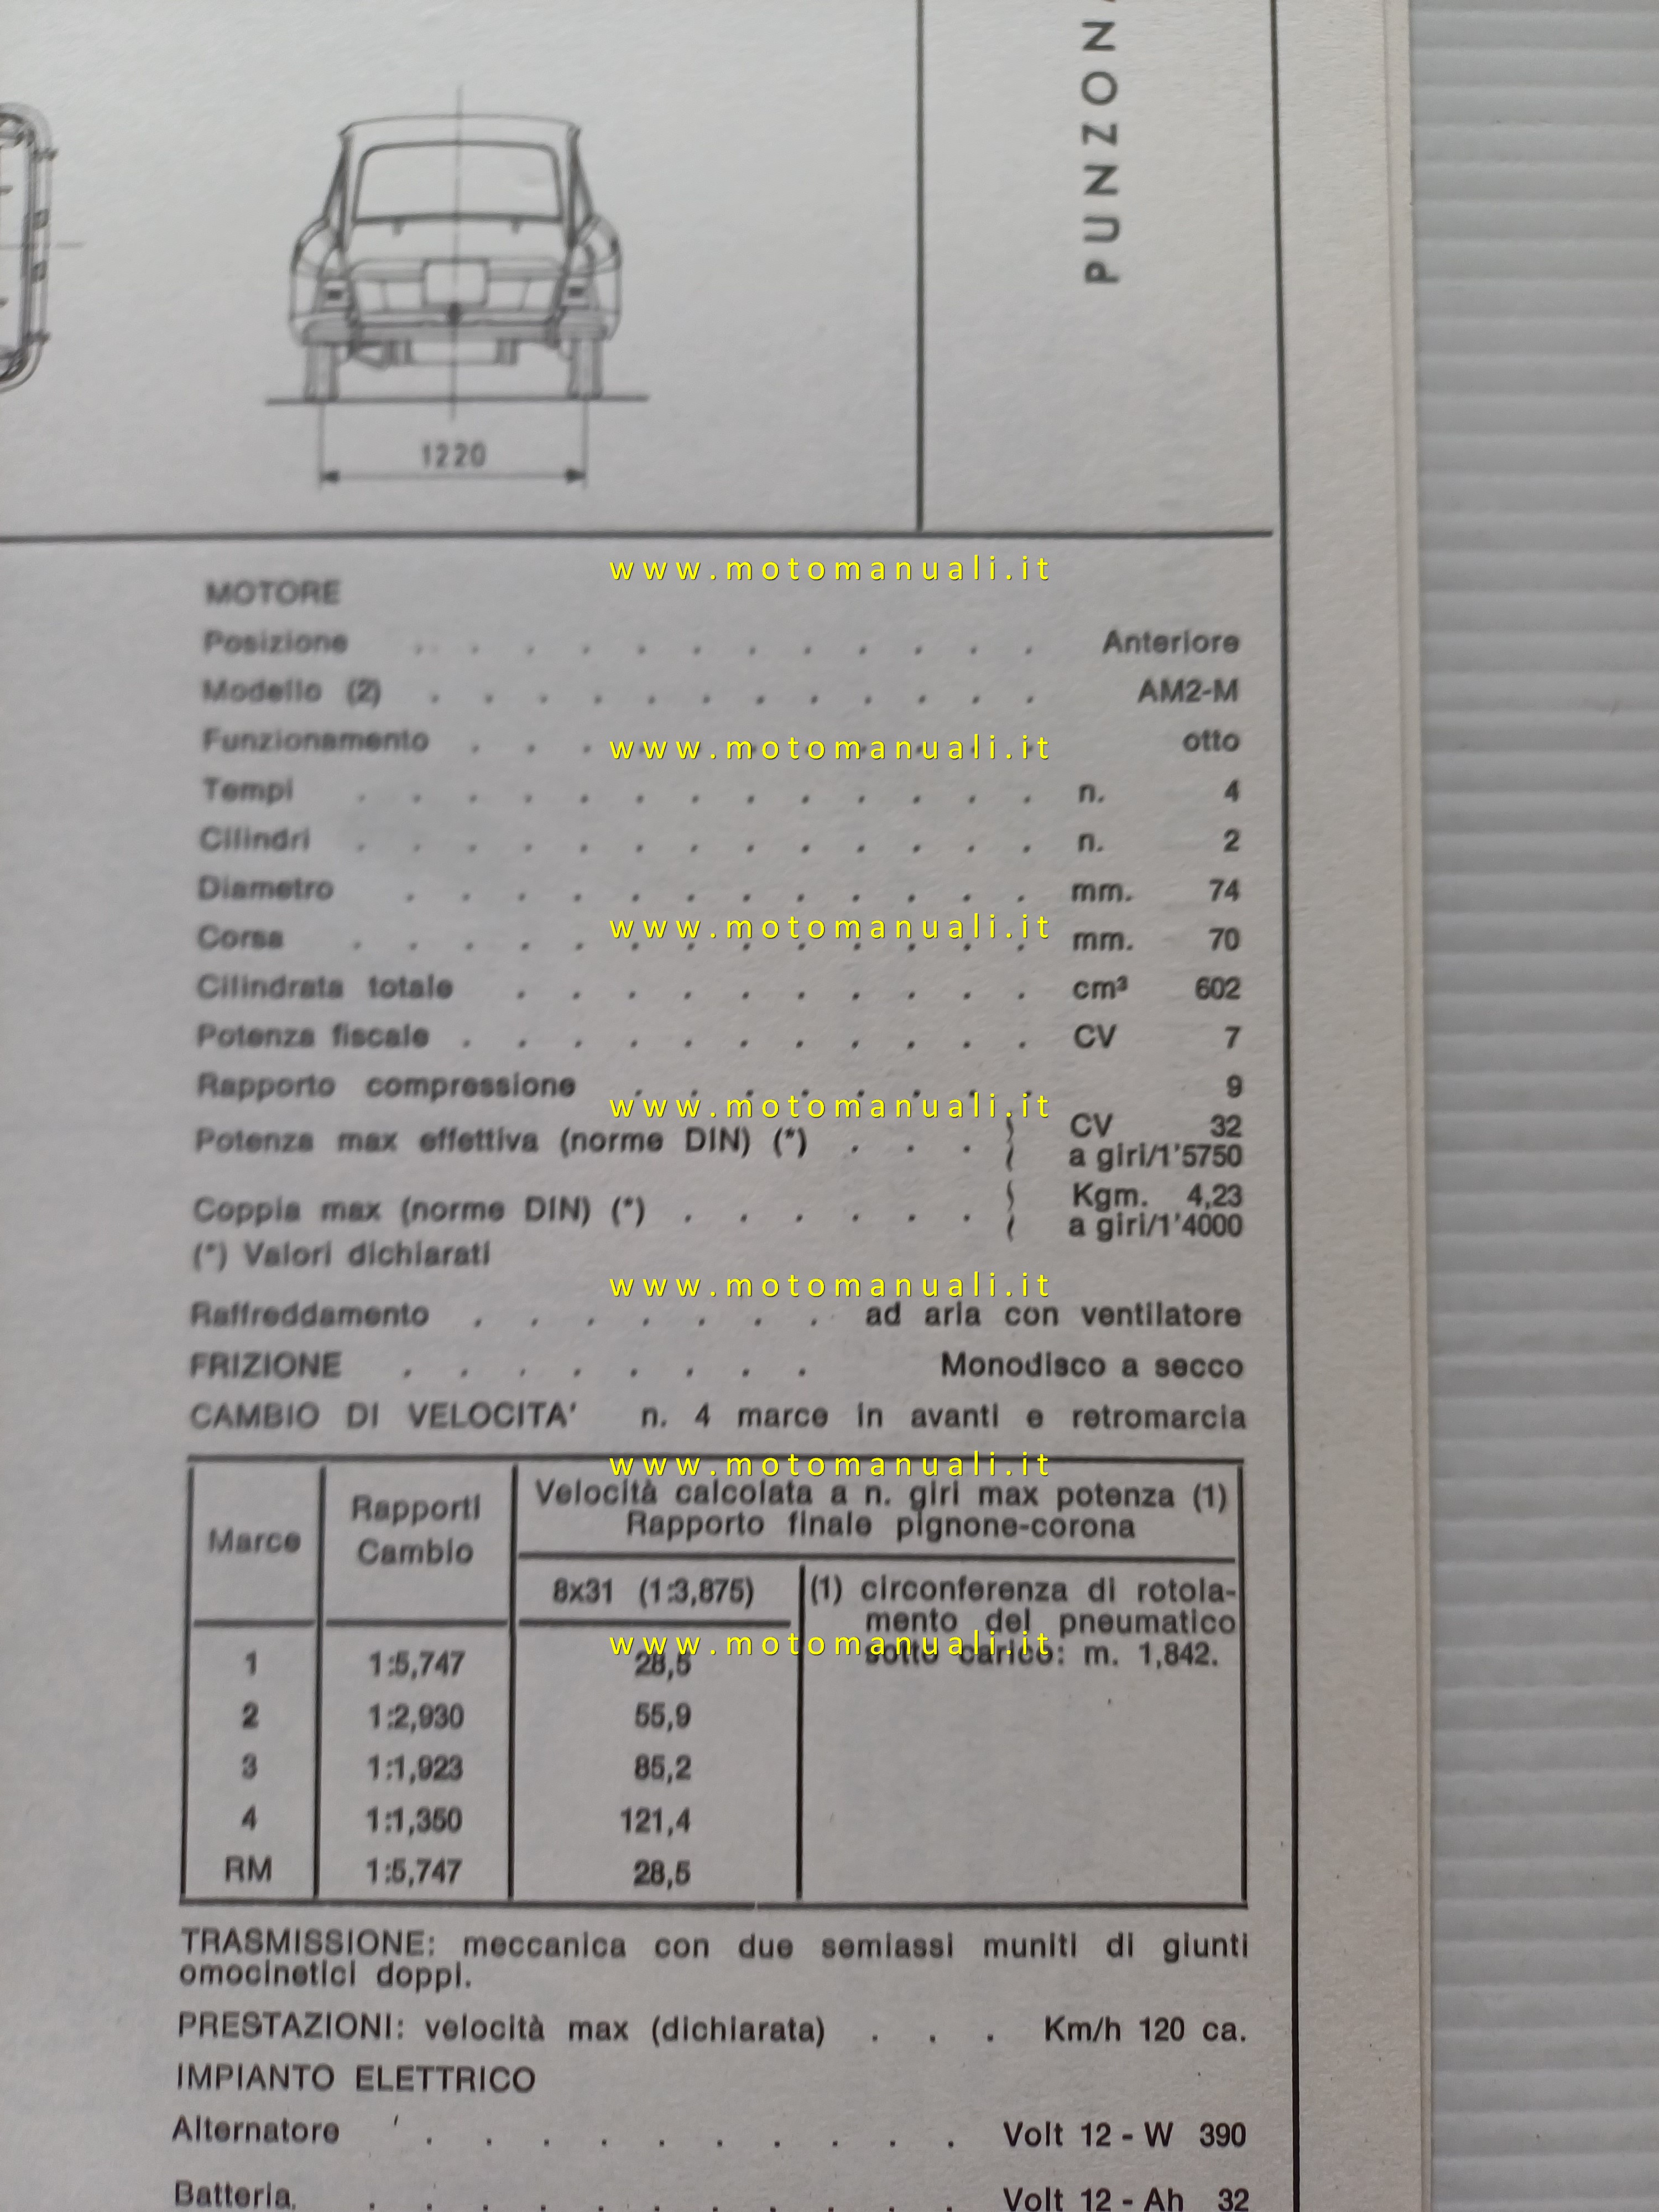 PUNZON
1220
www.motomanuali.it
MOTORE
Posizione . . . . . . . . . . . . Anteriore
Modello (2) . . . . . . . . . . . . AM2-M
Funzionamento . . . . . . . . . . . otto
www.motomanuali.it
Tempi . . . . . . . . . . . . . n. 4
Cilindri . . . . . . . . . . . . . n. 2
Diametro . . . . . . . . . . . . mm. 74
www.motomanuali.it
Corsa . . . . . . . . . . . . . mm. 70
Cilindrata totale . . . . . . . . . . cm³ 602
Potenza fiscale . . . . . . . . . . . CV 7
Rapporto compressione . . . . . . . . 9
www.motomanuali.it
Potenza max effettiva (norme DIN) (*) . . . CV 32
a giri/1'5750
Coppia max (norme DIN) (*) . . . . . . Kgm. 4,23
a giri/1'4000
(*) Valori dichiarati
www.motomanuali.it
Raffreddamento . . . . . . . ad aria con ventilatore
FRIZIONE . . . . . . . . Monodisco a secco
CAMBIO DI VELOCITA' n. 4 marce in avanti e retromarcia
www.motomanuali.it
Marce Rapporti Cambio Velocità calcolata a n. giri max potenza (1)
Rapporto finale pignone-corona
8x31 (1:3,875) (1) circonferenza di rotola-
mento del pneumatico
www.motomanuali.it
sotto carico: m. 1,842.
1 1:5,747 28,5
2 1:2,930 55,9
3 1:1,923 85,2
4 1:1,350 121,4
RM 1:5,747 28,5
TRASMISSIONE: meccanica con due semiassi muniti di giunti
omocinetici doppi.
PRESTAZIONI: velocità max (dichiarata) . . . Km/h 120 ca.
IMPIANTO ELETTRICO
Alternatore . . . . . . . . . . Volt 12 - W 390
Batteria. . . . . . . . . . . . Volt 12 - Ah 32